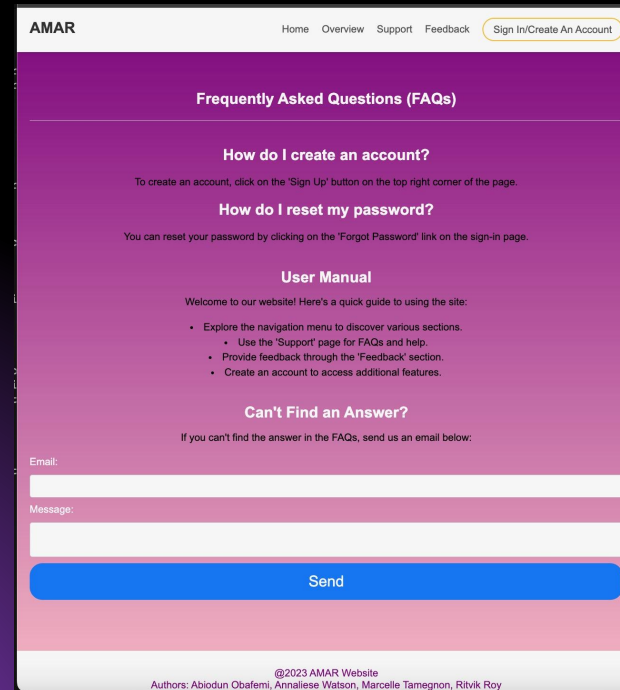 AMAR
Home Overview Support Feedback Sign In/Create An Account
Frequently Asked Questions (FAQs)
How do I create an account?
To create an account, click on the 'Sign Up' button on the top right corner of the page.
How do I reset my password?
You can reset your password by clicking on the 'Forgot Password' link on the sign-in page.
User Manual
Welcome to our website! Here's a quick guide to using the site:
• Explore the navigation menu to discover various sections.
• Use the 'Support' page for FAQs and help.
• Provide feedback through the 'Feedback' section.
• Create an account to access additional features.
Can't Find an Answer?
If you can't find the answer in the FAQs, send us an email below:
Email:
Message:
Send
@2023 AMAR Website
Authors: Abiodun Obafemi, Annaliese Watson, Marcelle Tamegnon, Ritvik Roy